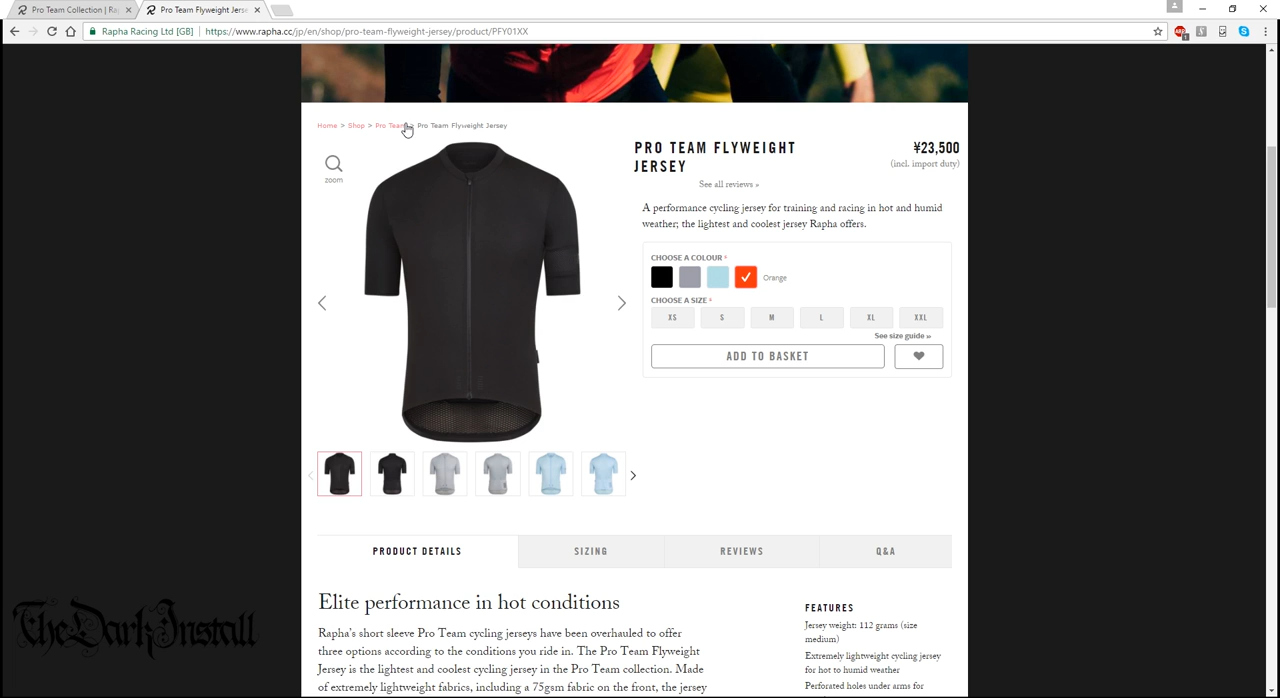 Pro Team Collection | Ra
Pro Team Flyweight Jerse
Rapha Racing Ltd [GB]
https://www.rapha.cc/jp/en/shop/pro-team-flyweight-jersey/product/PFY01XX
Home > Shop > Pro Team > Pro Team Flyweight Jersey
zoom
PRO TEAM FLYWEIGHT
JERSEY
¥23,500
(incl. import duty)
See all reviews »
A performance cycling jersey for training and racing in hot and humid
weather; the lightest and coolest jersey Rapha offers.
CHOOSE A COLOUR *
Orange
CHOOSE A SIZE *
XS S M L XL XXL
See size guide »
ADD TO BASKET
PRODUCT DETAILS
SIZING
REVIEWS
Q&A
Elite performance in hot conditions
Rapha's short sleeve Pro Team cycling jerseys have been overhauled to offer
three options according to the conditions you ride in. The Pro Team Flyweight
Jersey is the lightest and coolest cycling jersey in the Pro Team collection. Made
of extremely lightweight fabrics, including a 75gsm fabric on the front, the jersey
FEATURES
Jersey weight: 112 grams (size
medium)
Extremely lightweight cycling jersey
for hot to humid weather
Perforated holes under arms for
TheDarkInstall